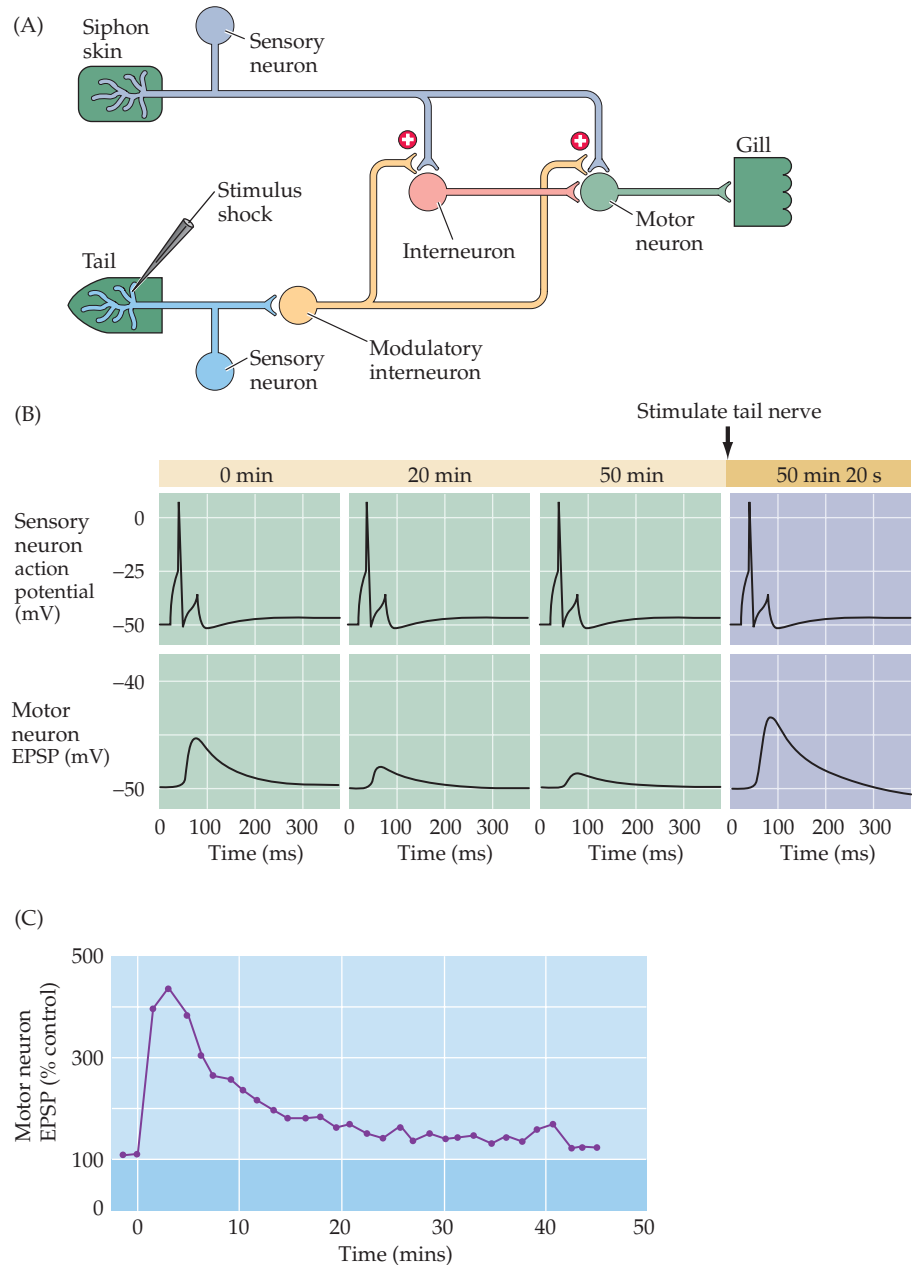 (A)
Siphon
skin
Sensory
neuron
Gill
Stimulus
shock
Interneuron
Motor
neuron
Tail
Sensory
neuron
Modulatory
interneuron
(B)
Stimulate tail nerve
0 min 20 min 50 min 50 min 20 s
Sensory
neuron
action
potential
(mV)
0
–25
–50
Motor
neuron
EPSP (mV)
–40
–50
0 100 200 300 0 100 200 300 0 100 200 300 0 100 200 300
Time (ms) Time (ms) Time (ms) Time (ms)
(C)
Motor neuron
EPSP (% control)
500
300
100
0
0 10 20 30 40 50
Time (mins)